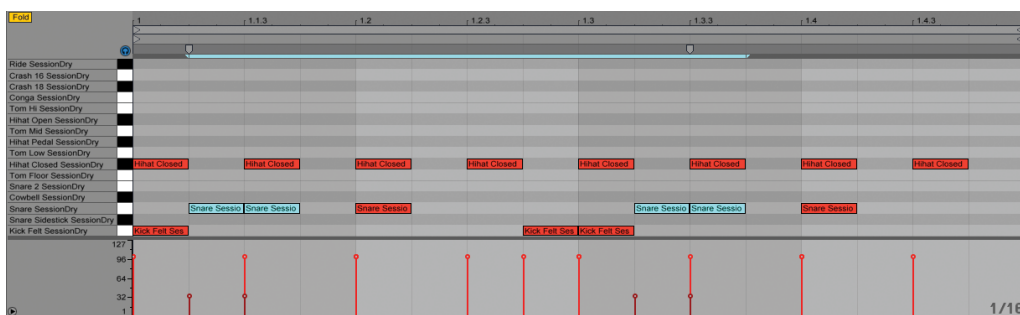 Fold
1 1.1.3 1.2 1.2.3 1.3 1.3.3 1.4 1.4.3
Ride SessionDry
Crash 16 SessionDry
Crash 18 SessionDry
Conga SessionDry
Tom Hi SessionDry
Hihat Open SessionDry
Tom Mid SessionDry
Hihat Pedal SessionDry
Tom Low SessionDry
Hihat Closed SessionDry Hihat Closed Hihat Closed Hihat Closed Hihat Closed Hihat Closed Hihat Closed Hihat Closed Hihat Closed
Tom Floor SessionDry
Snare 2 SessionDry
Cowbell SessionDry
Snare SessionDry Snare Sessio Snare Sessio Snare Sessio Snare Sessio Snare Sessio Snare Sessio
Snare Sidestick SessionDry
Kick Felt SessionDry Kick Felt Ses Kick Felt Ses Kick Felt Ses
127
96
64
32
1
1/16